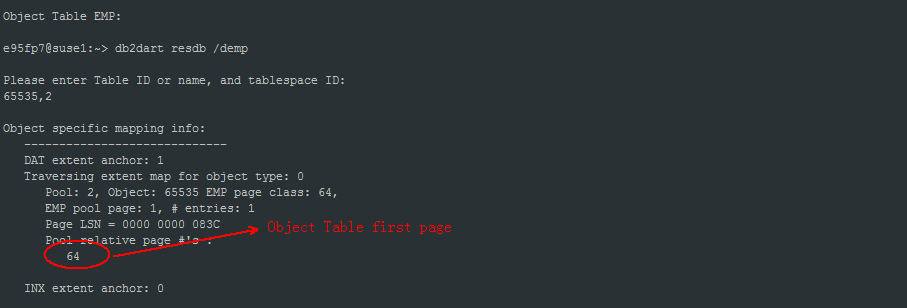 Object Table EMP:
e95fp7@suse1:~> db2dart resdb /demp
Please enter Table ID or name, and tablespace ID:
65535,2
Object specific mapping info:
-----------------------------
DAT extent anchor: 1
Traversing extent map for object type: 0
Pool: 2, Object: 65535 EMP page class: 64,
EMP pool page: 1, # entries: 1
Page LSN = 0000 0000 083C
Pool relative page #'s :
Object Table first page
64
INX extent anchor: 0